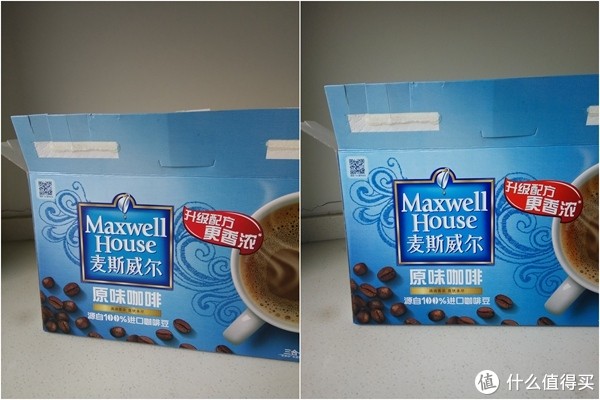 Maxwell
House
麦斯威尔
升级配方
更香浓
原味咖啡
源自100%进口咖啡豆
三合
Maxwell
House
麦斯威尔
升级配方
更香浓
原味咖啡
源自100%进口咖啡豆
值 什么值得买